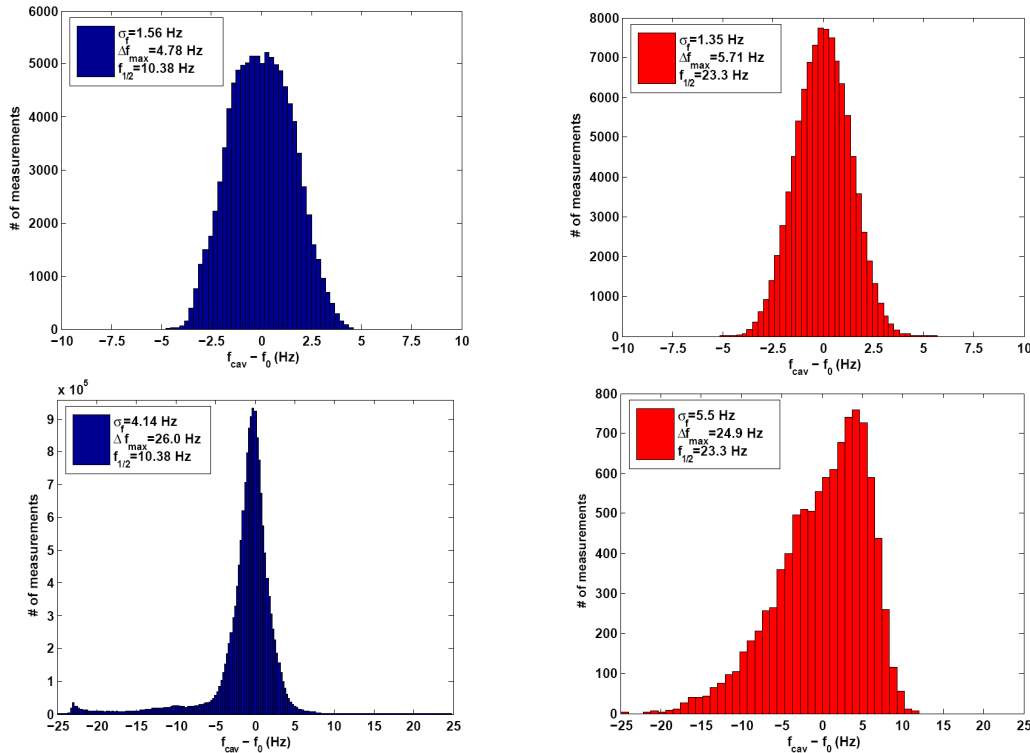 6000
5000
4000
3000
2000
1000
0
# of measurements
σf=1.56 Hz
Δfmax=4.78 Hz
f1/2=10.38 Hz
−10 −7.5 −5 −2.5 0 2.5 5 7.5 10
fcav − f0 (Hz)
8000
7000
6000
5000
4000
3000
2000
1000
0
# of measurements
σf=1.35 Hz
Δfmax=5.71 Hz
f1/2=23.3 Hz
−10 −7.5 −5 −2.5 0 2.5 5 7.5 10
fcav − f0 (Hz)
x 10^5
9
8
7
6
5
4
3
2
1
0
# of measurements
σf=4.14 Hz
Δ fmax=26.0 Hz
f1/2=10.38 Hz
−25 −20 −15 −10 −5 0 5 10 15 20 25
fcav − f0 (Hz)
800
700
600
500
400
300
200
100
0
# of measurements
σf=5.5 Hz
Δfmax=24.9 Hz
f1/2=23.3 Hz
−25 −20 −15 −10 −5 0 5 10 15 20 25
fcav − f0 (Hz)